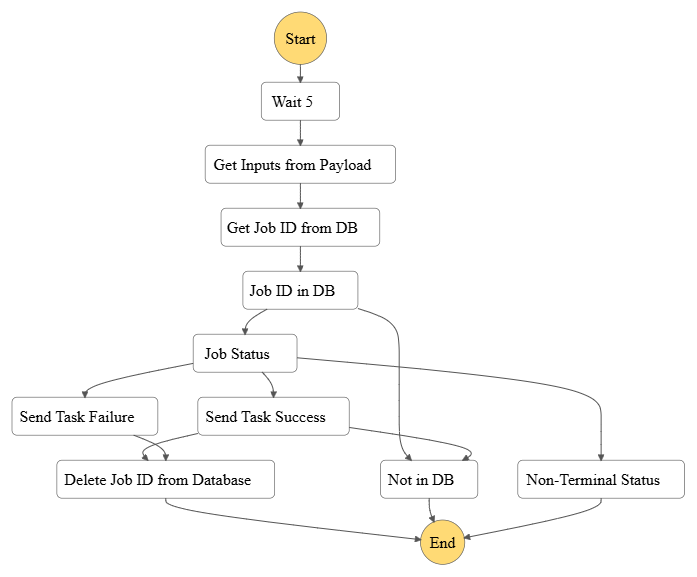 Start
Wait 5
Get Inputs from Payload
Get Job ID from DB
Job ID in DB
Job Status
Send Task Failure
Send Task Success
Delete Job ID from Database
Not in DB
Non-Terminal Status
End